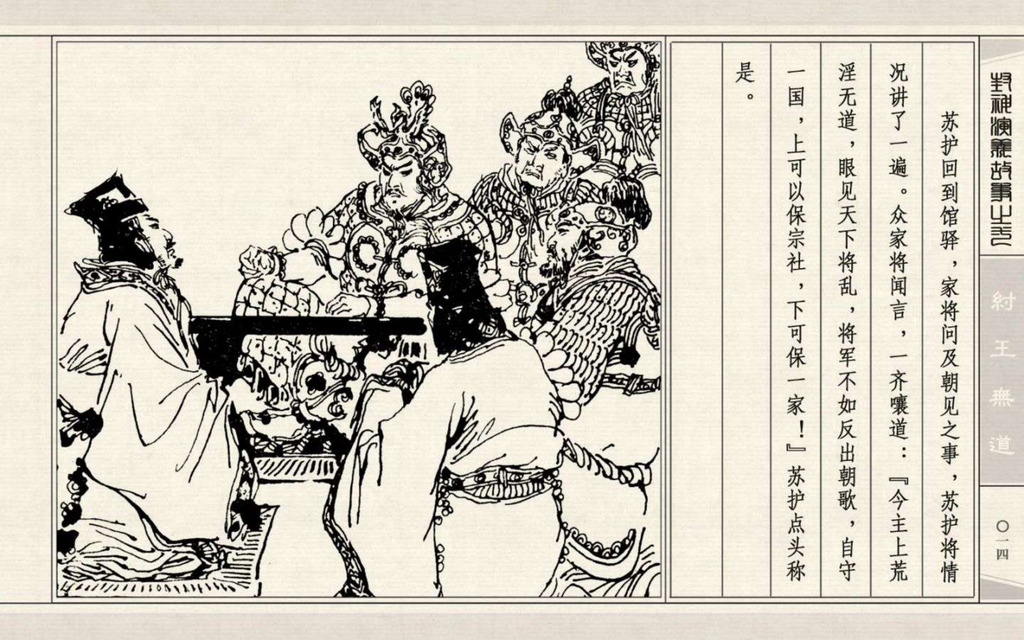 封神演义故事之一
紂王無道
〇一四
苏护回到馆驿，家将问及朝见之事，苏护将情
况讲了一遍。众家将闻言，一齐嚷道：『今主上荒
淫无道，眼见天下将乱，将军不如反出朝歌，自守
一国，上可以保宗社，下可保一家！』苏护点头称
是。